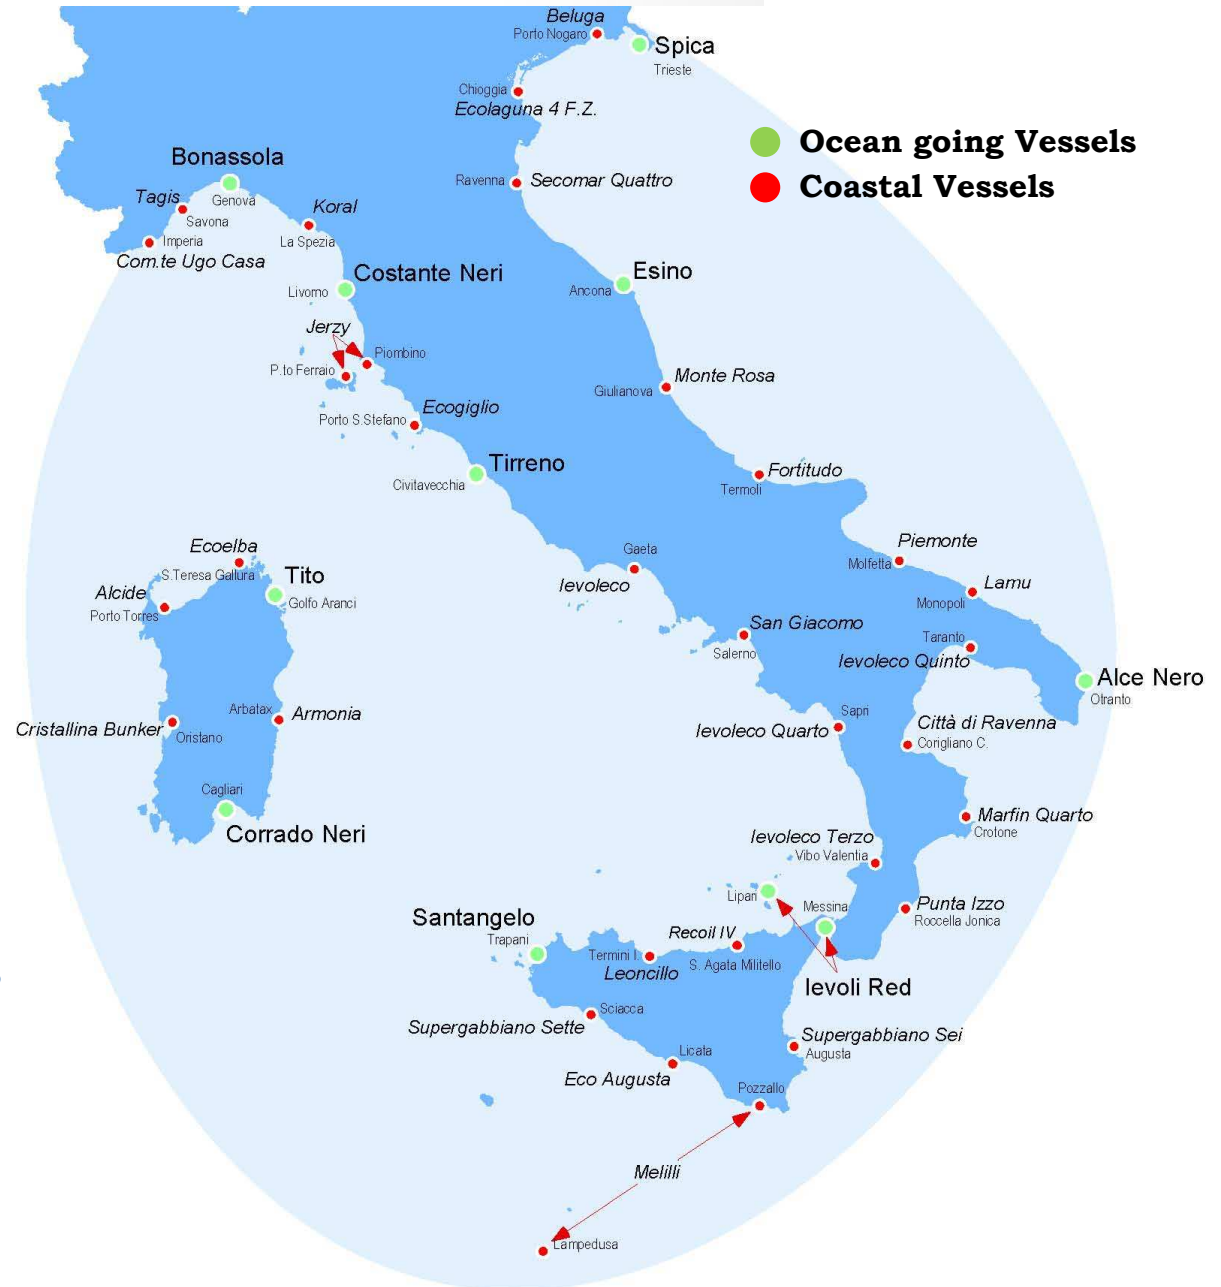 Beluga
Porto Nogaro
Spica
Trieste
Chioggia
Ecolaguna 4 F.Z.
Ocean going Vessels
Coastal Vessels
Bonassola
Genova
Ravenna
Secomar Quattro
Tagis
Savona
Koral
La Spezia
Imperia
Com.te Ugo Casa
Costante Neri
Livorno
Esino
Ancona
Jerzy
Piombino
P.to Ferraio
Monte Rosa
Giulianova
Ecogiglio
Porto S.Stefano
Tirreno
Civitavecchia
Fortitudo
Termoli
Ecoelba
S.Teresa Gallura
Tito
Golfo Aranci
Alcide
Porto Torres
Gaeta
Ievoleco
Piemonte
Molfetta
Lamu
Monopoli
San Giacomo
Salerno
Taranto
Ievoleco Quinto
Alce Nero
Otranto
Arbatax
Armonia
Cristallina Bunker
Oristano
Sapri
Ievoleco Quarto
Città di Ravenna
Corigliano C.
Cagliari
Corrado Neri
Marfin Quarto
Crotone
Ievoleco Terzo
Vibo Valentia
Lipari
Messina
Punta Izzo
Roccella Jonica
Santangelo
Trapani
Recoil IV
S. Agata Militello
Termini I.
Leoncillo
Ievoli Red
Sciacca
Supergabbiano Sette
Supergabbiano Sei
Augusta
Licata
Eco Augusta
Pozzallo
Melilli
Lampedusa